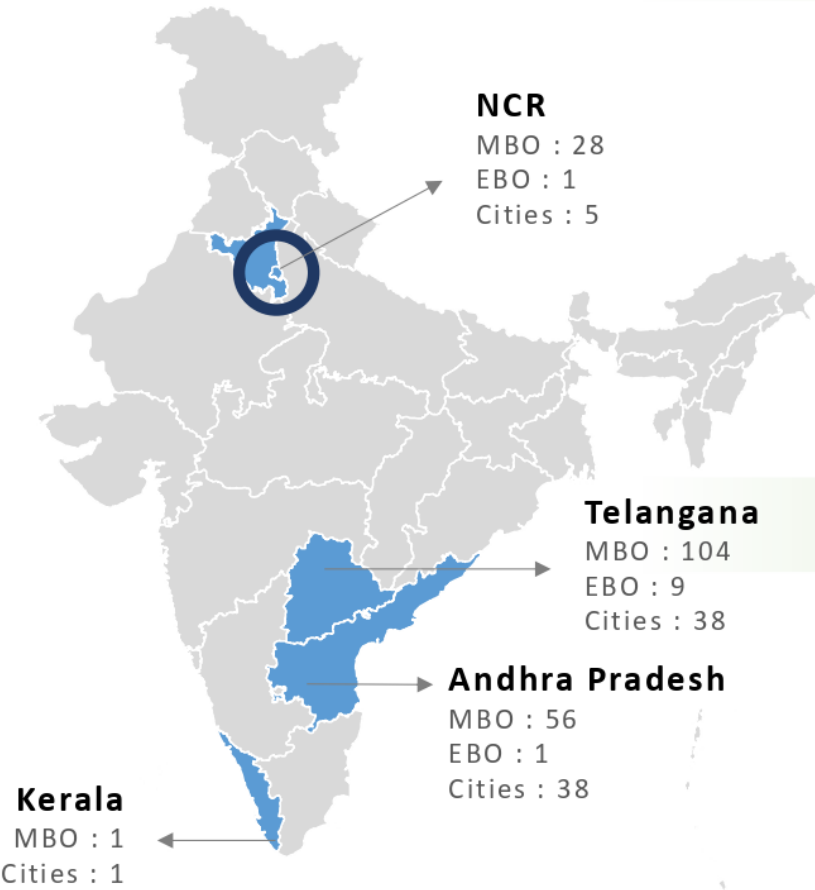 NCR
MBO : 28
EBO : 1
Cities : 5
Telangana
MBO : 104
EBO : 9
Cities : 38
Andhra Pradesh
MBO : 56
EBO : 1
Cities : 38
Kerala
MBO : 1
Cities : 1